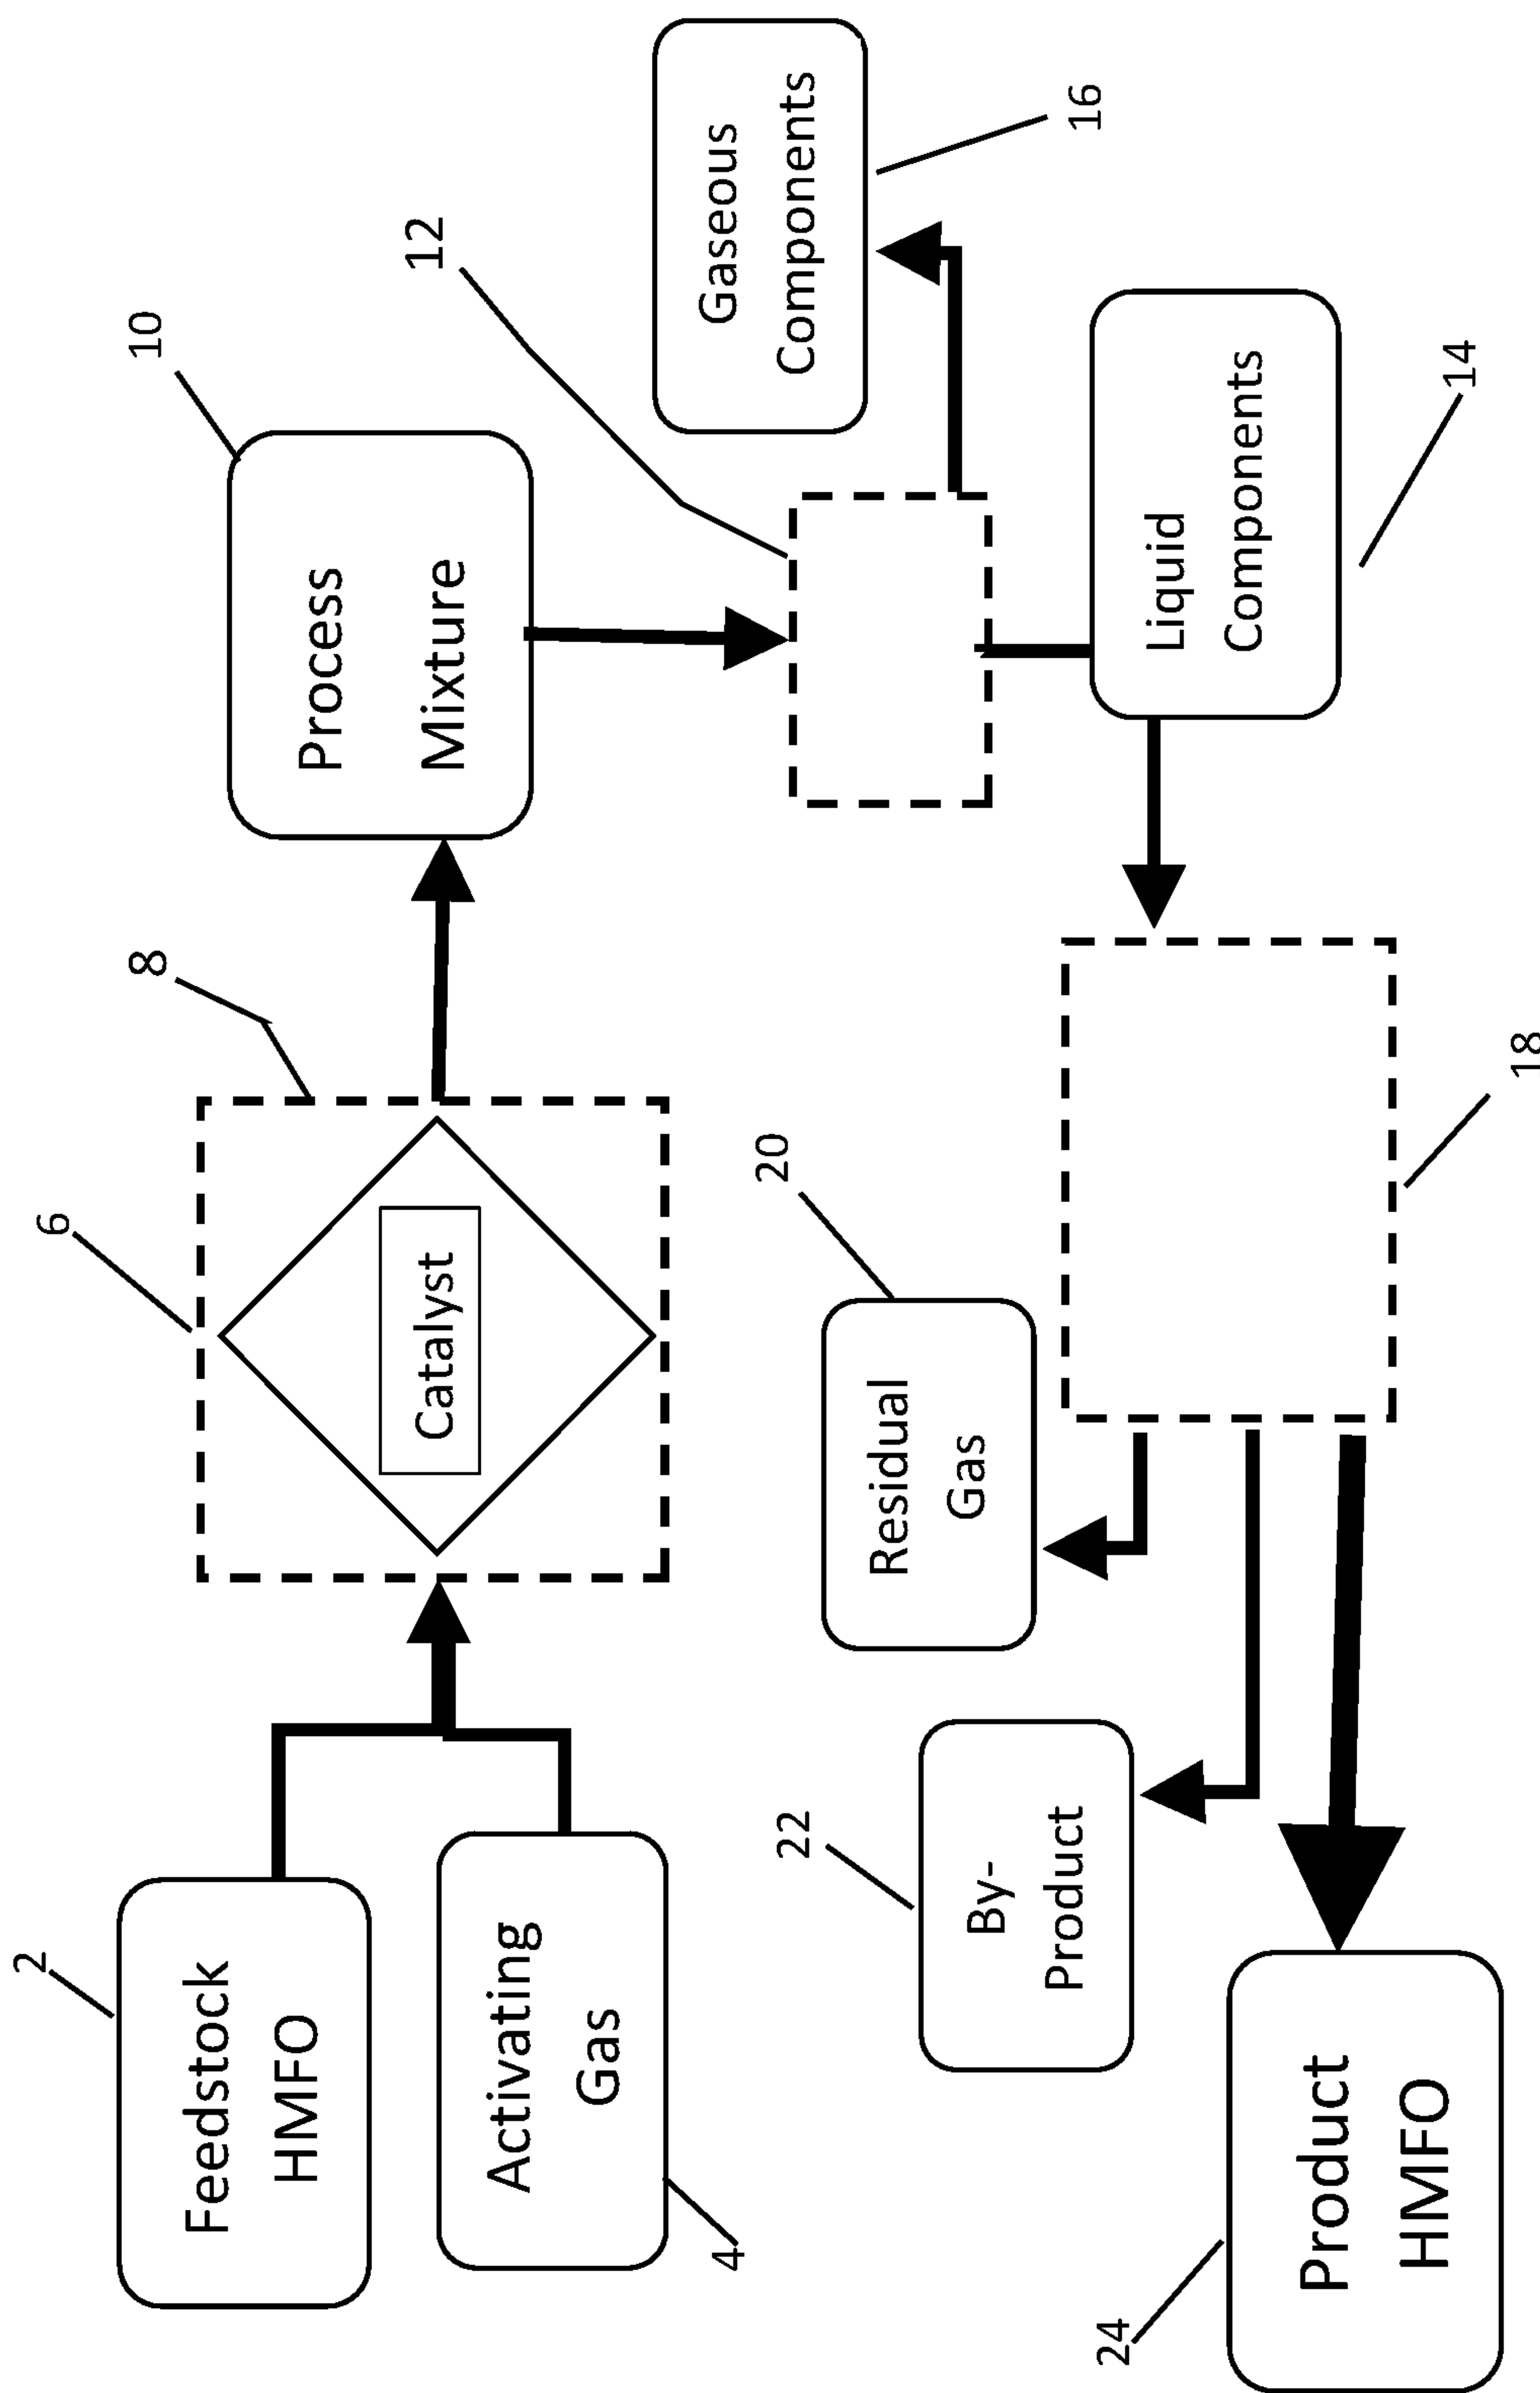 2
Feedstock
HMFO
Activating
Gas
4
6
Catalyst
8
10
Process
Mixture
12
Gaseous
Components
16
Liquid
Components
14
18
20
Residual
Gas
22
By-
Product
24
Product
HMFO